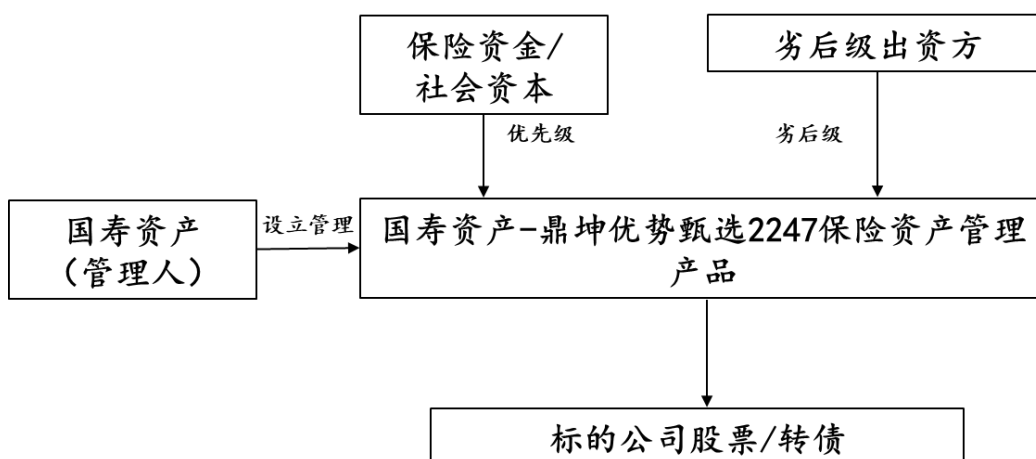 保险资金/
社会资本
劣后级出资方
优先级
劣后级
国寿资产
（管理人）
设立管理
国寿资产-鼎坤优势甄选2247保险资产管理
产品
标的公司股票/转债